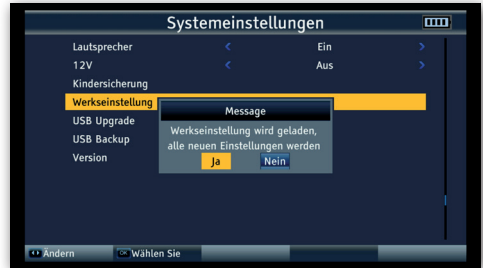 Systemeinstellungen
Lautsprecher Ein
12V Aus
Kindersicherung
Werkseinstellung
USB Upgrade
USB Backup
Version
Message
Werkseinstellung wird geladen,
alle neuen Einstellungen werden
Ja Nein
Ändern OK Wählen Sie